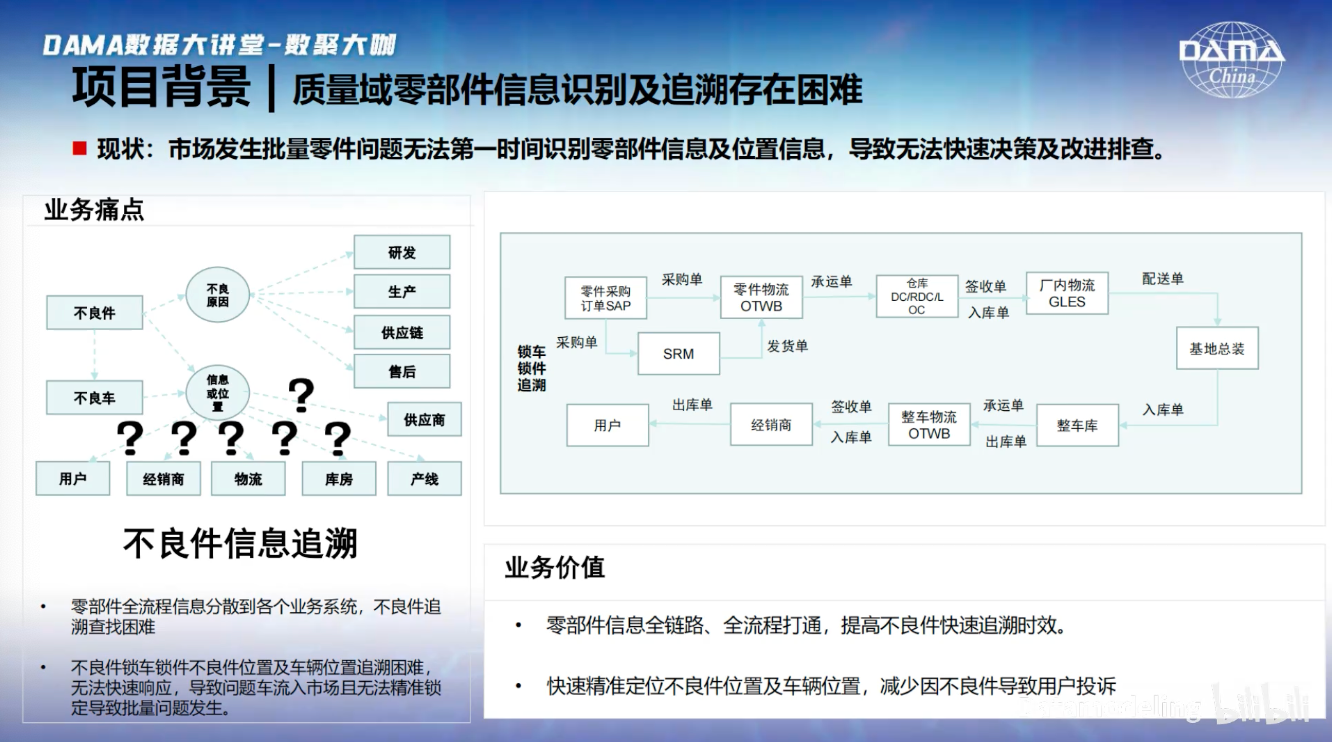 DAMA数据大讲堂-数聚大咖
DAMA
China
项目背景 | 质量域零部件信息识别及追溯存在困难
■ 现状：市场发生批量零件问题无法第一时间识别零部件信息及位置信息，导致无法快速决策及改进排查。
业务痛点
不良件
不良车
不良
原因
信息
或位
置
研发
生产
供应链
售后
供应商
?
? ? ? ? ?
用户
经销商
物流
库房
产线
不良件信息追溯
• 零部件全流程信息分散到各个业务系统，不良件追
溯查找困难
• 不良件锁车锁件不良件位置及车辆位置追溯困难，
无法快速响应，导致问题车流入市场且无法精准锁
定导致批量问题发生。
锁车
锁件
追溯
零件采购
订单SAP
采购单
采购单
SRM
发货单
零件物流
OTWB
承运单
仓库
DC/RDC/L
OC
签收单
入库单
厂内物流
GLES
配送单
基地总装
入库单
整车库
承运单
出库单
整车物流
OTWB
签收单
入库单
经销商
出库单
用户
业务价值
• 零部件信息全链路、全流程打通，提高不良件快速追溯时效。
• 快速精准定位不良件位置及车辆位置，减少因不良件导致用户投诉
bilibili